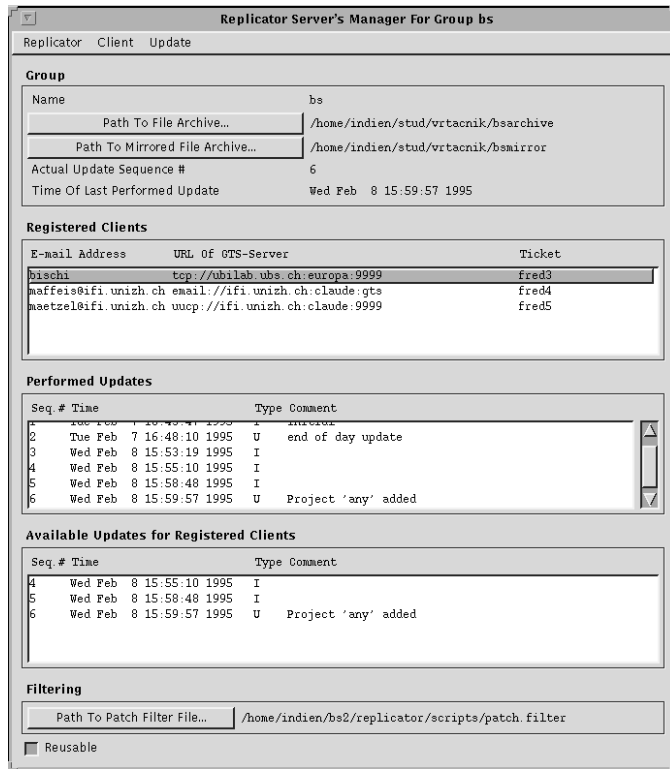 Replicator Server's Manager For Group bs
Replicator Client Update
Group
Name bs
Path To File Archive... /home/indien/stud/vrtacnik/bsarchive
Path To Mirrored File Archive... /home/indien/stud/vrtacnik/bsmirror
Actual Update Sequence # 6
Time Of Last Performed Update Wed Feb 8 15:59:57 1995
Registered Clients
E-mail Address URL Of GTS-Server Ticket
bischi tcp://ubilab.ubs.ch:europa:9999 fred3
maffeis@ifi.unizh.ch email://ifi.unizh.ch:claude:gts fred4
maetzel@ifi.unizh.ch uucp://ifi.unizh.ch:claude:9999 fred5
Performed Updates
Seq.# Time Type Comment
1 Tue Feb 7 1995 I initial
2 Tue Feb 7 16:48:10 1995 U end of day update
3 Wed Feb 8 15:53:19 1995 I
4 Wed Feb 8 15:55:10 1995 I
5 Wed Feb 8 15:58:48 1995 I
6 Wed Feb 8 15:59:57 1995 U Project 'any' added
Available Updates for Registered Clients
Seq.# Time Type Comment
4 Wed Feb 8 15:55:10 1995 I
5 Wed Feb 8 15:58:48 1995 I
6 Wed Feb 8 15:59:57 1995 U Project 'any' added
Filtering
Path To Patch Filter File... /home/indien/bs2/replicator/scripts/patch.filter
Reusable